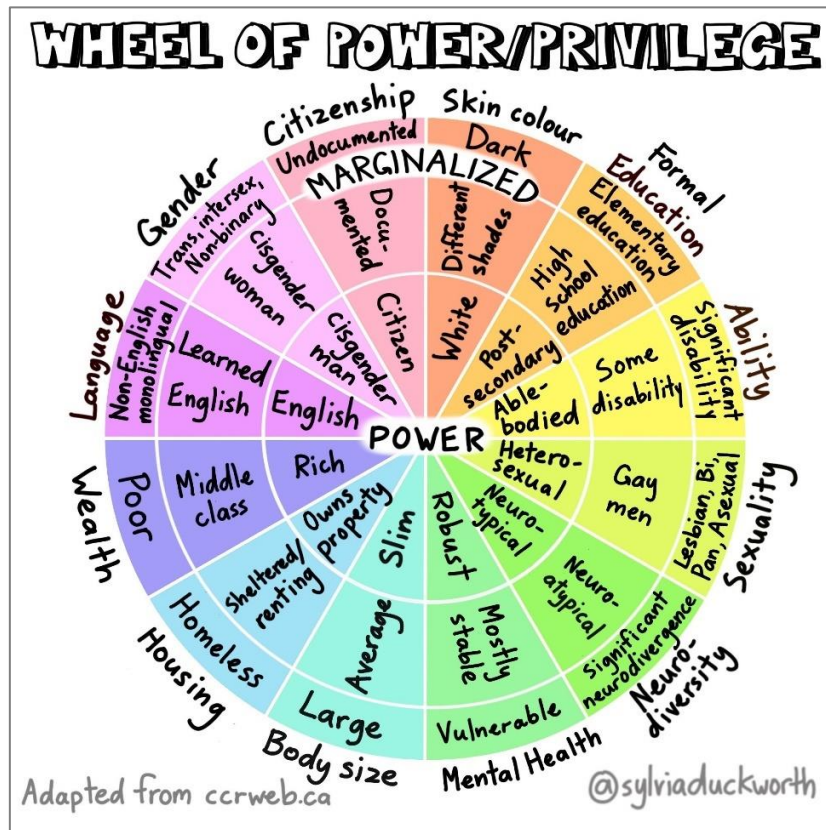 WHEEL OF POWER/PRIVILEGE
Citizenship
Undocumented
Docu-
mented
Citizen
Skin colour
Dark
Different
shades
White
Formal
Education
Elementary
education
High
school
education
Post-
secondary
Ability
Significant
disability
Some
disability
Able-
bodied
Sexuality
Lesbian, Bi,
Pan, Asexual
Gay
men
Hetero-
sexual
Neuro-
diversity
Significant
neurodivergence
Neuro-
atypical
Neuro-
typical
Mental Health
Vulnerable
Mostly
stable
Robust
Body size
Large
Average
Slim
Housing
Homeless
Sheltered/
renting
Owns
property
Wealth
Poor
Middle
class
Rich
Language
Non-English
monolingual
Learned
English
English
Gender
Trans, intersex,
Non-binary
cisgender
woman
cisgender
man
MARGINALIZED
POWER
Adapted from ccrweb.ca
@sylviaduckworth